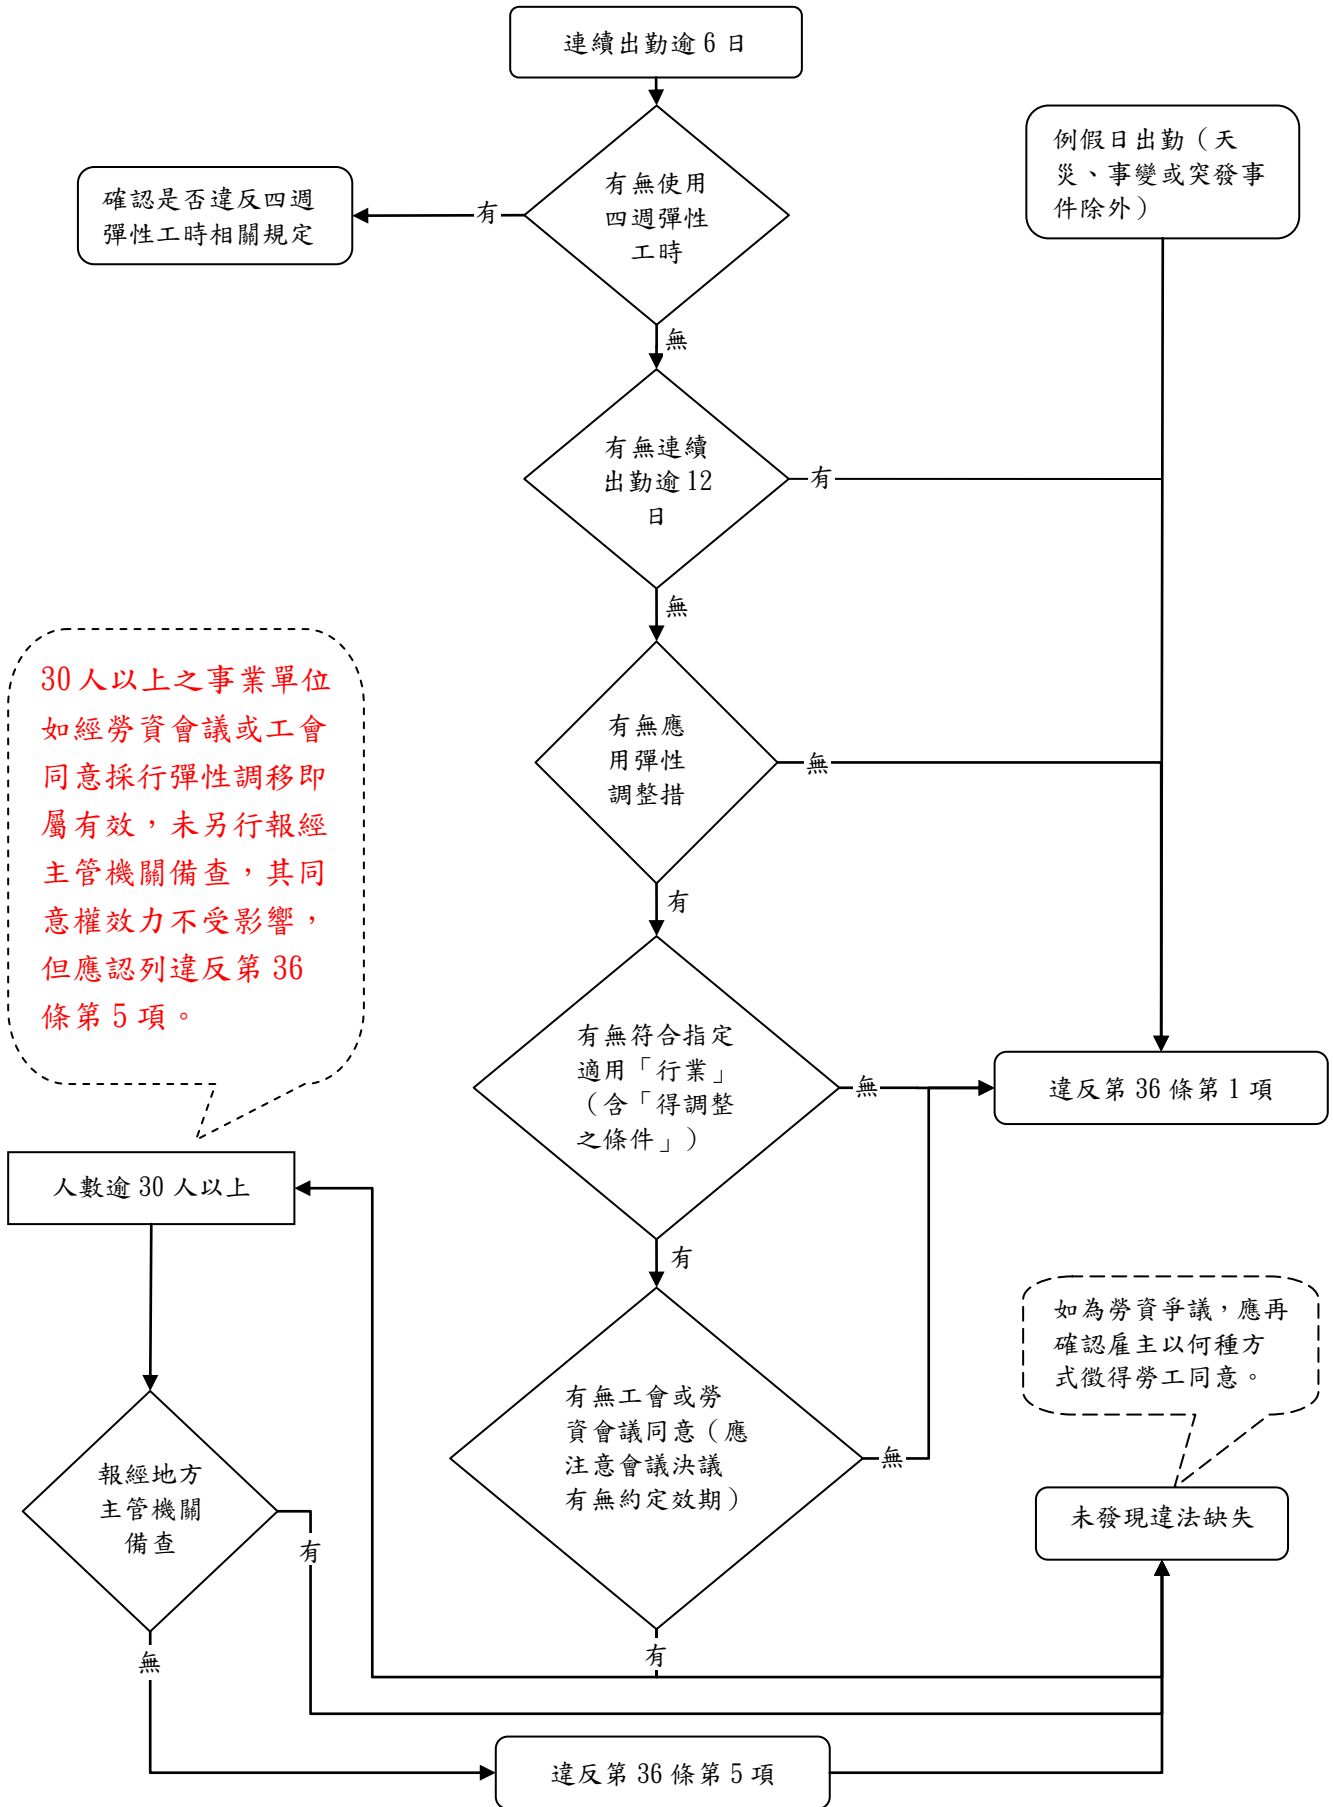 連續出勤逾 6 日
例假日出勤（天
災、事變或突發事
件除外）
有無使用
四週彈性
工時
有
確認是否違反四週
彈性工時相關規定
無
有無連續
出勤逾 12
日
有
無
30 人以上之事業單位
如經勞資會議或工會
同意採行彈性調移即
屬有效，未另行報經
主管機關備查，其同
意權效力不受影響，
但應認列違反第 36
條第 5 項。
有無應
用彈性
調整措
無
有
有無符合指定
適用「行業」
（含「得調整
之條件」）
無
違反第 36 條第 1 項
人數逾 30 人以上
有
如為勞資爭議，應再
確認雇主以何種方
式徵得勞工同意。
有無工會或勞
資會議同意（應
注意會議決議
有無約定效期）
無
報經地方
主管機關
備查
有
未發現違法缺失
無
有
違反第 36 條第 5 項